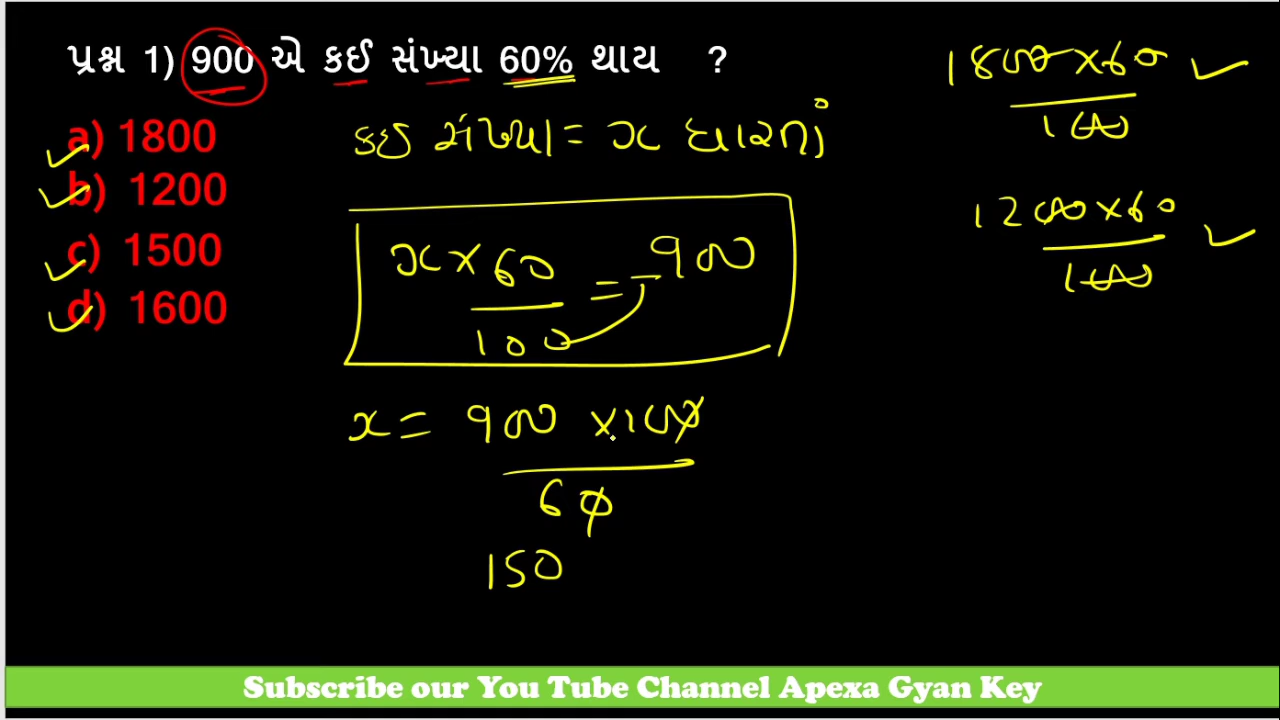 પ્રશ્ન 1) 900 એ કઈ સંખ્યા 60% થાય ?
a) 1800
b) 1200
c) 1500
d) 1600
કઇ સંખ્યા = x ધારતાં
x × 60
100
= 900
x = 900 × 100
60
150
1800 × 60
100
1200 × 60
100
Subscribe our You Tube Channel Apexa Gyan Key